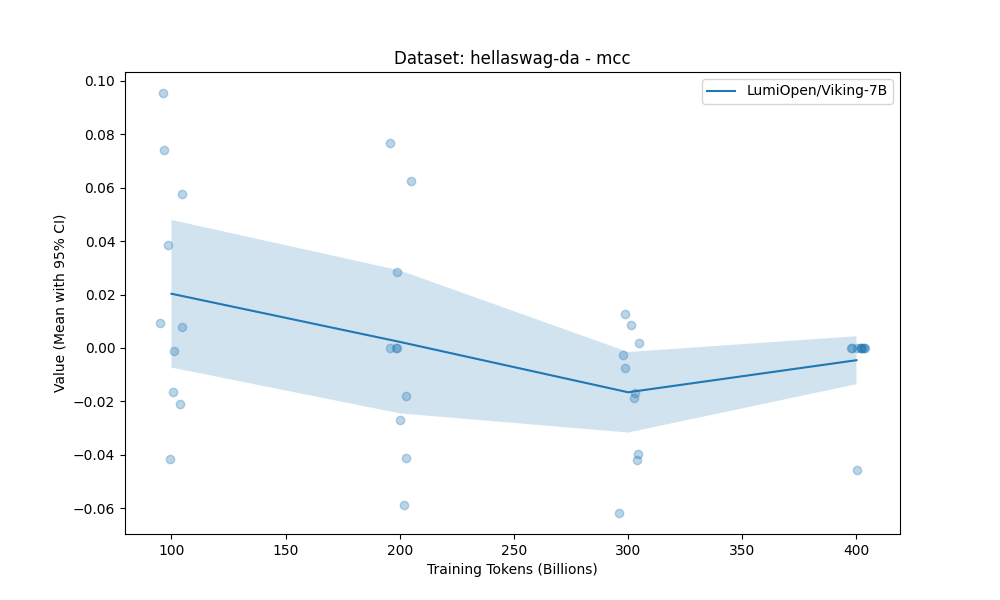 Dataset: hellaswag-da - mcc
LumiOpen/Viking-7B
Value (Mean with 95% CI)
0.10
0.08
0.06
0.04
0.02
0.00
−0.02
−0.04
−0.06
100 150 200 250 300 350 400
Training Tokens (Billions)